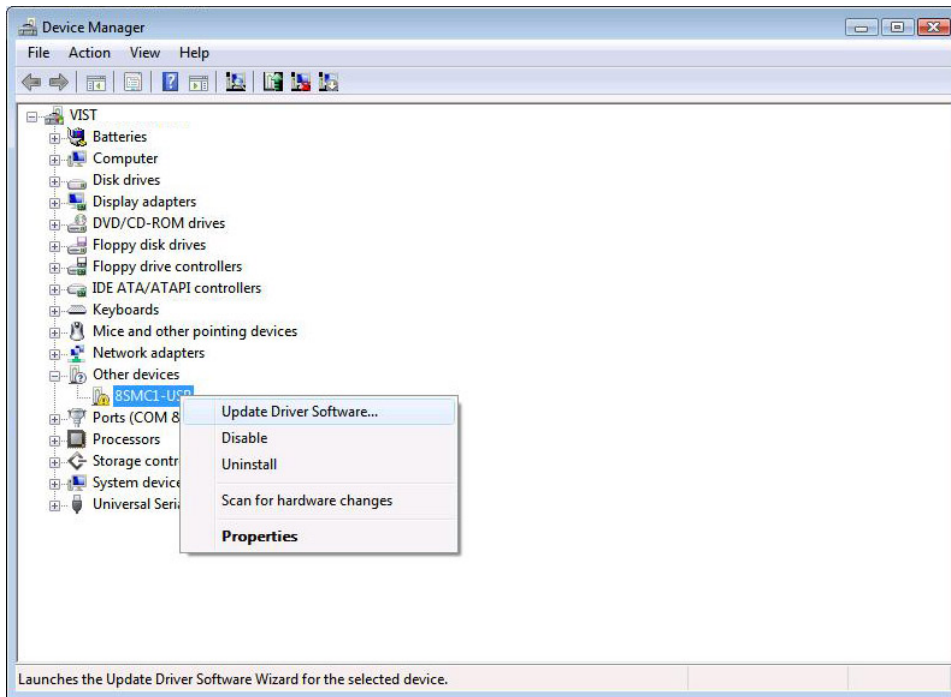 Device Manager
File Action View Help
VIST
Batteries
Computer
Disk drives
Display adapters
DVD/CD-ROM drives
Floppy disk drives
Floppy drive controllers
IDE ATA/ATAPI controllers
Keyboards
Mice and other pointing devices
Network adapters
Other devices
8SMC1-USB
Ports (COM &
Processors
Storage contr
System device
Universal Seria
Update Driver Software...
Disable
Uninstall
Scan for hardware changes
Properties
Launches the Update Driver Software Wizard for the selected device.